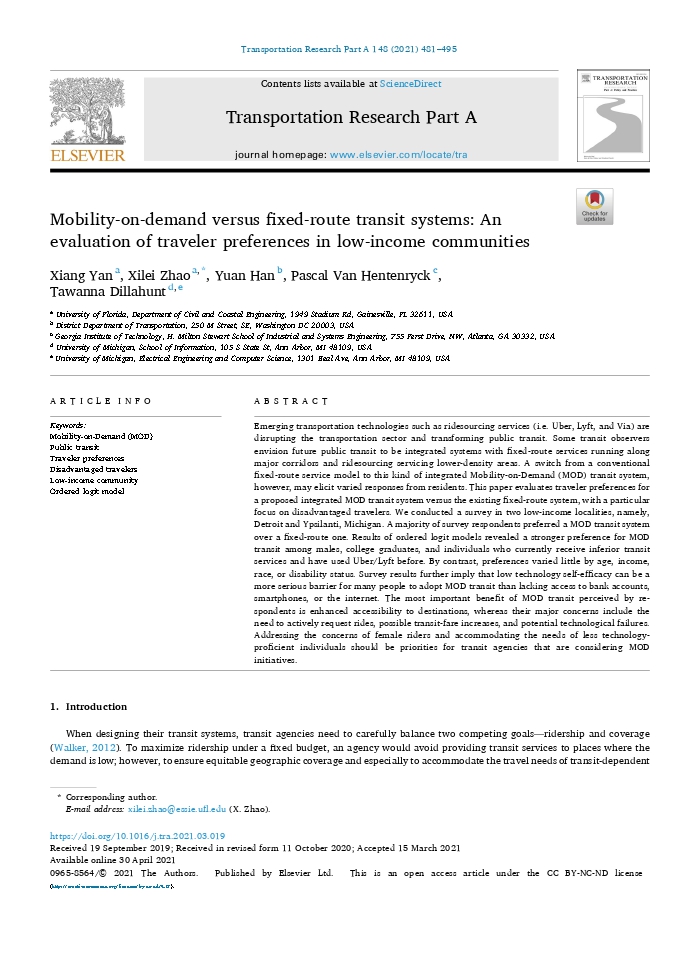 Transportation Research Part A 148 (2021) 481–495
Contents lists available at ScienceDirect
Transportation Research Part A
journal homepage: www.elsevier.com/locate/tra
ELSEVIER
TRANSPORTATION
RESEARCH
Check for
updates
Mobility-on-demand versus fixed-route transit systems: An
evaluation of traveler preferences in low-income communities
Xiang Yan a, Xilei Zhao a,*, Yuan Han b, Pascal Van Hentenryck c,
Tawanna Dillahunt d,e
a University of Florida, Department of Civil and Coastal Engineering, 1949 Stadium Rd, Gainesville, FL 32611, USA
b District Department of Transportation, 250 M Street, SE, Washington DC 20003, USA
c Georgia Institute of Technology, H. Milton Stewart School of Industrial and Systems Engineering, 755 Ferst Drive, NW, Atlanta, GA 30332, USA
d University of Michigan, School of Information, 105 S State St, Ann Arbor, MI 48109, USA
e University of Michigan, Electrical Engineering and Computer Science, 1301 Beal Ave, Ann Arbor, MI 48109, USA
ARTICLE INFO
Keywords:
Mobility-on-Demand (MOD)
Public transit
Traveler preferences
Disadvantaged travelers
Low-income community
Ordered logit model
ABSTRACT
Emerging transportation technologies such as ridesourcing services (i.e. Uber, Lyft, and Via) are
disrupting the transportation sector and transforming public transit. Some transit observers
envision future public transit to be integrated systems with fixed-route services running along
major corridors and ridesourcing servicing lower-density areas. A switch from a conventional
fixed-route service model to this kind of integrated Mobility-on-Demand (MOD) transit system,
however, may elicit varied responses from residents. This paper evaluates traveler preferences for
a proposed integrated MOD transit system versus the existing fixed-route system, with a particular
focus on disadvantaged travelers. We conducted a survey in two low-income localities, namely,
Detroit and Ypsilanti, Michigan. A majority of survey respondents preferred a MOD transit system
over a fixed-route one. Results of ordered logit models revealed a stronger preference for MOD
transit among males, college graduates, and individuals who currently receive inferior transit
services and have used Uber/Lyft before. By contrast, preferences varied little by age, income,
race, or disability status. Survey results further imply that low technology self-efficacy can be a
more serious barrier for many people to adopt MOD transit than lacking access to bank accounts,
smartphones, or the internet. The most important benefit of MOD transit perceived by re-
spondents is enhanced accessibility to destinations, whereas their major concerns include the
need to actively request rides, possible transit-fare increases, and potential technological failures.
Addressing the concerns of female riders and accommodating the needs of less technology-
proficient individuals should be priorities for transit agencies that are considering MOD
initiatives.
1. Introduction
When designing their transit systems, transit agencies need to carefully balance two competing goals—ridership and coverage
(Walker, 2012). To maximize ridership under a fixed budget, an agency would avoid providing transit services to places where the
demand is low; however, to ensure equitable geographic coverage and especially to accommodate the travel needs of transit-dependent
* Corresponding author.
E-mail address: xilei.zhao@essie.ufl.edu (X. Zhao).
https://doi.org/10.1016/j.tra.2021.03.019
Received 19 September 2019; Received in revised form 11 October 2020; Accepted 15 March 2021
Available online 30 April 2021
0965-8564/© 2021 The Authors. Published by Elsevier Ltd. This is an open access article under the CC BY-NC-ND license